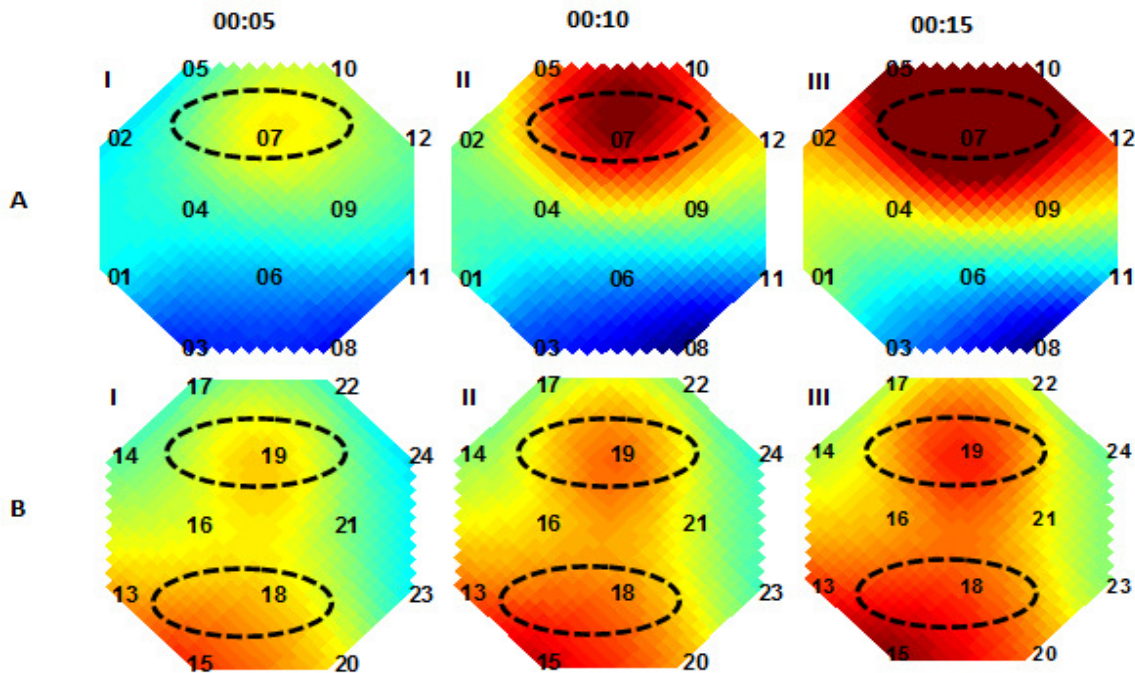 00:05 00:10 00:15
I 05 10 II 05 10 III 05 10
02 07 12 02 07 12 02 07 12
A 04 09 04 09 04 09
01 06 11 01 06 11 01 06 11
03 08 03 08 03 08
I 17 22 II 17 22 III 17 22
14 19 24 14 19 24 14 19 24
B 16 21 16 21 16 21
13 18 23 13 18 23 13 18 23
15 20 15 20 15 20